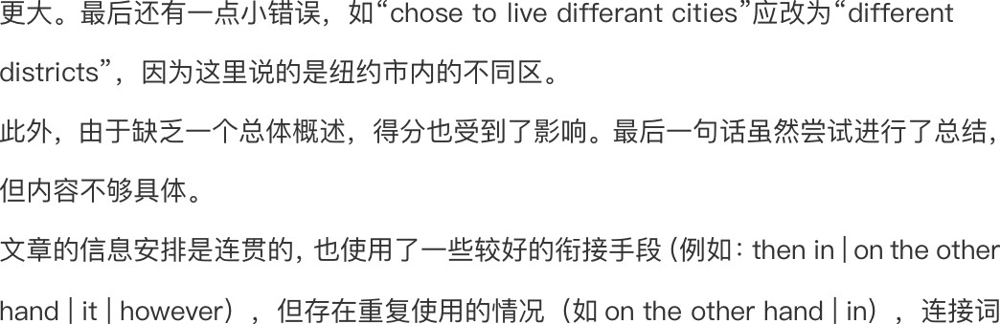 更大。最后还有一点小错误，如“chose to live differant cities”应改为“different
districts”，因为这里说的是纽约市内的不同区。
此外，由于缺乏一个总体概述，得分也受到了影响。最后一句话虽然尝试进行了总结，
但内容不够具体。
文章的信息安排是连贯的，也使用了一些较好的衔接手段（例如：then in | on the other
hand | it | however），但存在重复使用的情况（如 on the other hand | in），连接词